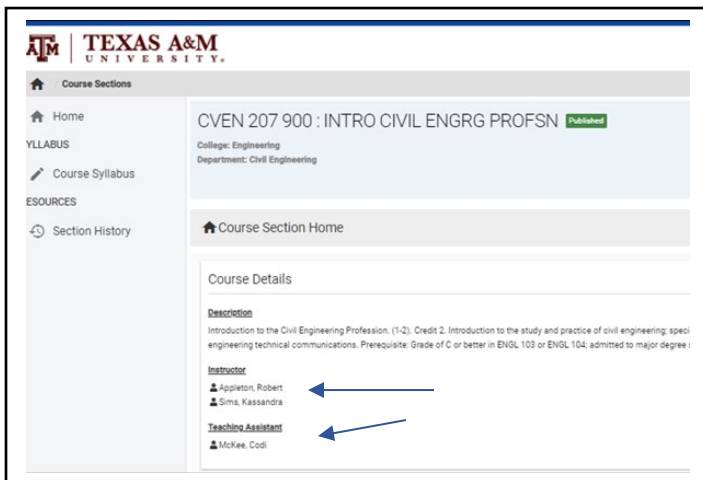 TEXAS A&M
UNIVERSITY.
/ Course Sections
Home
YLLABUS
Course Syllabus
ESOURCES
Section History
CVEN 207 900 : INTRO CIVIL ENGRG PROFSN Published
College: Engineering
Department: Civil Engineering
Course Section Home
Course Details
Description
Introduction to the Civil Engineering Profession. (1-2). Credit 2. Introduction to the study and practice of civil engineering; speci
engineering technical communications. Prerequisite: Grade of C or better in ENGL 103 or ENGL 104; admitted to major degree
Instructor
Appleton, Robert
Sims, Kassandra
Teaching Assistant
McKee, Codi